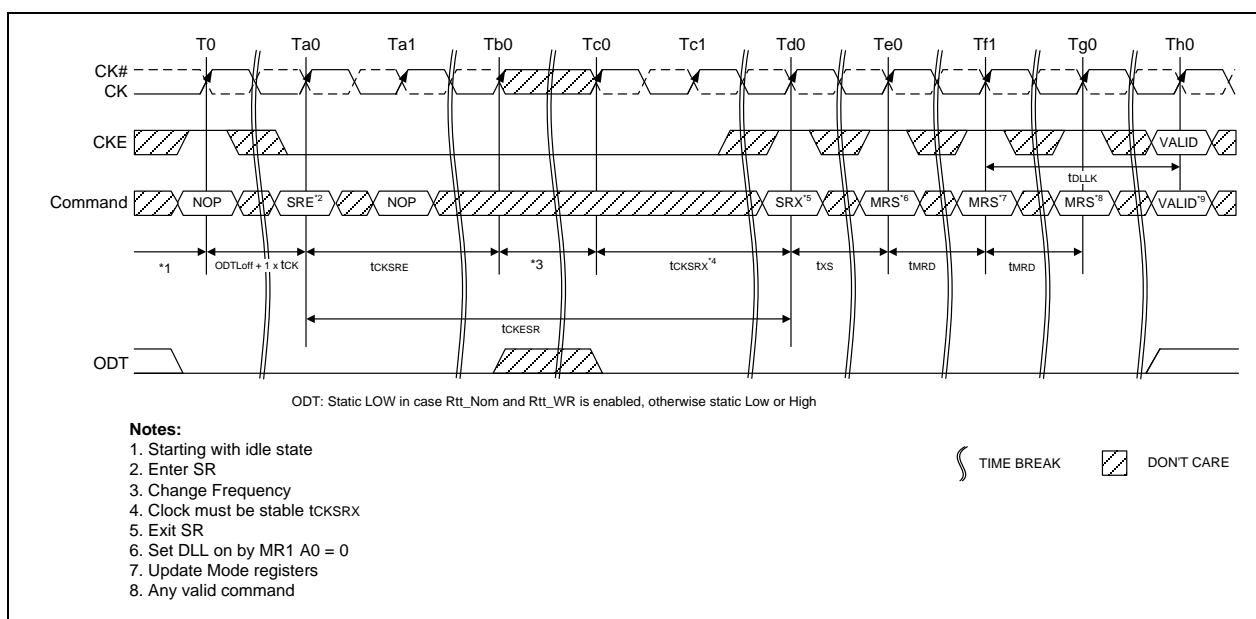 T0 Ta0 Ta1 Tb0 Tc0 Tc1 Td0 Te0 Tf1 Tg0 Th0
CK#
CK
CKE VALID
tDLLK
Command NOP SRE*2 NOP SRX*5 MRS*6 MRS*7 MRS*8 VALID*9
*1 ODTLoff + 1 x tCK tCKSRE *3 tCKSRX*4 tXS tMRD tMRD
tCKESR
ODT
ODT: Static LOW in case Rtt_Nom and Rtt_WR is enabled, otherwise static Low or High
Notes:
1. Starting with idle state
2. Enter SR
3. Change Frequency
4. Clock must be stable tCKSRX
5. Exit SR
6. Set DLL on by MR1 A0 = 0
7. Update Mode registers
8. Any valid command
TIME BREAK DON'T CARE